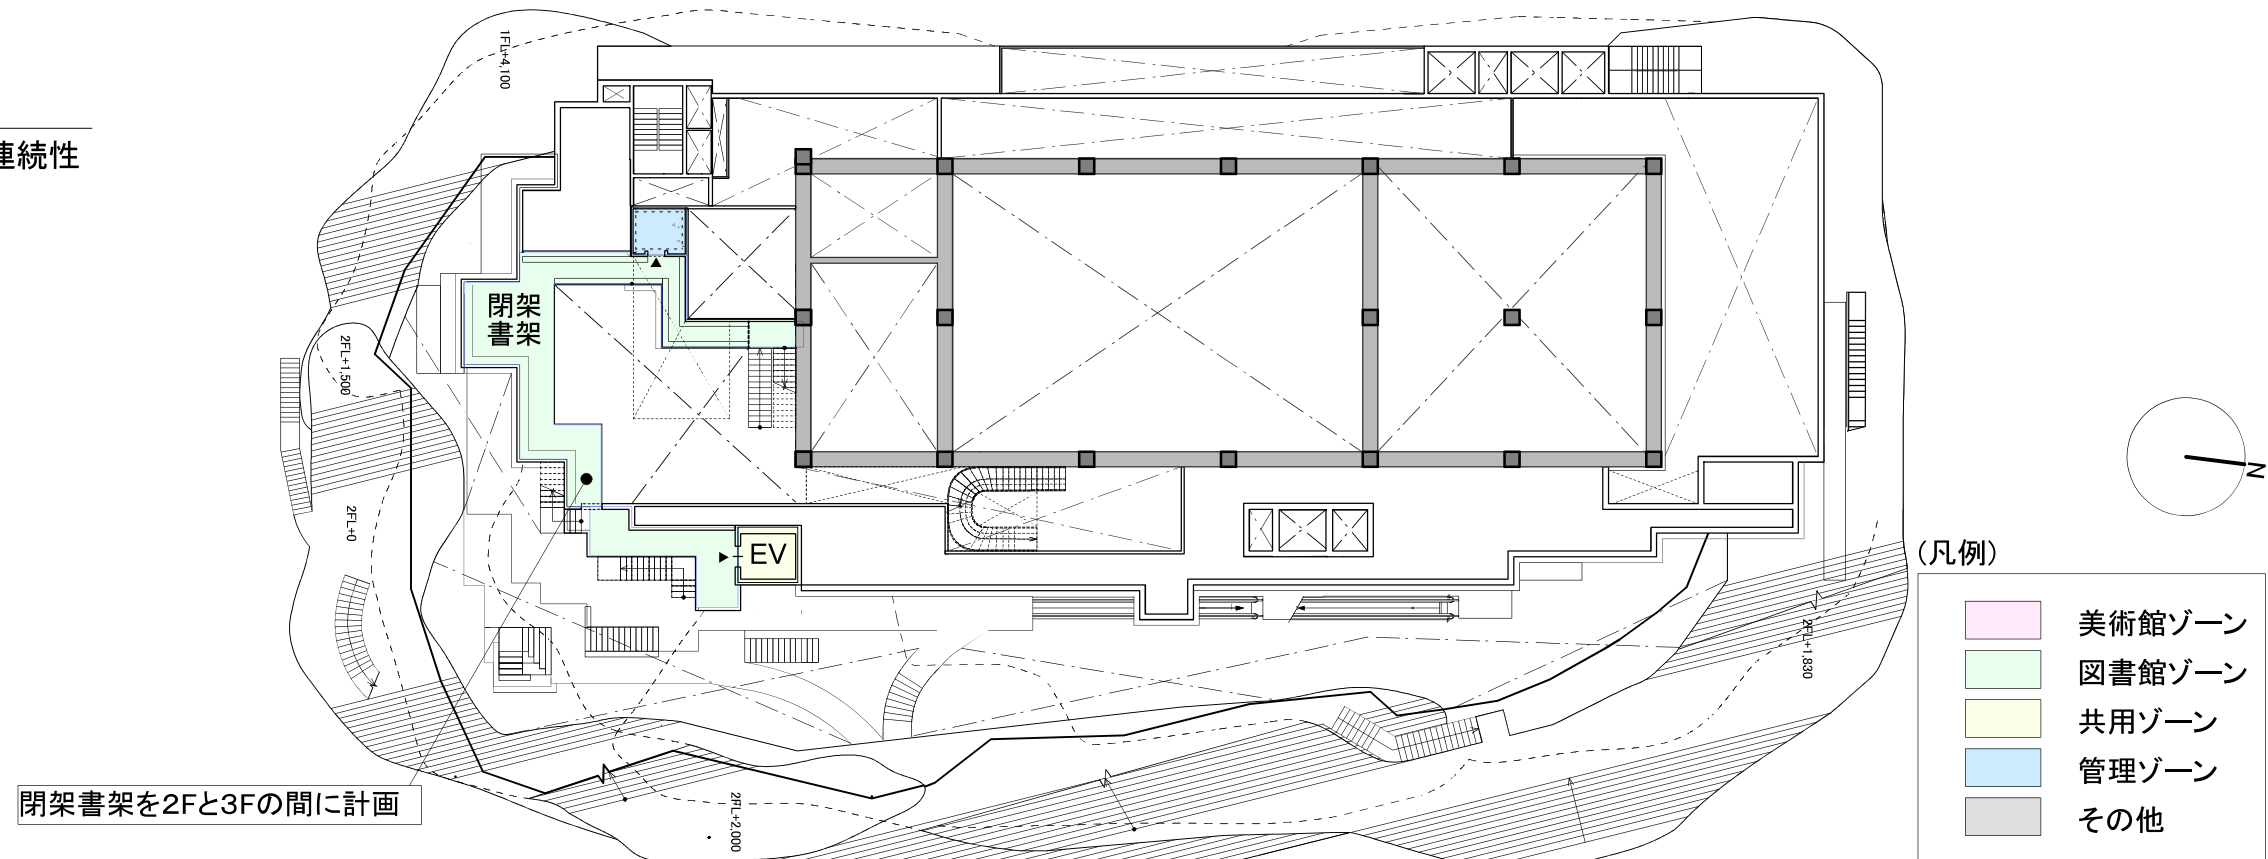 1FL+4,100
連続性
閉架
書架
2FL+1,500
2FL+0
EV
N
(凡例)
美術館ゾーン
図書館ゾーン
共用ゾーン
管理ゾーン
その他
2FL+1,830
閉架書架を2Fと3Fの間に計画
2FL+2,000